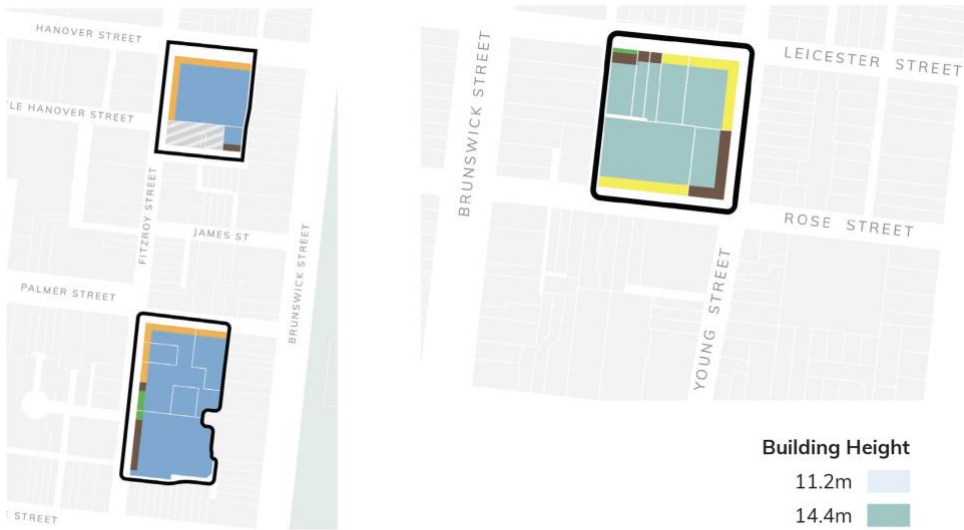 HANOVER STREET
LE HANOVER STREET
FITZROY STREET
JAMES ST
PALMER STREET
BRUNSWICK STREET
E STREET
BRUNSWICK STREET
LEICESTER STREET
ROSE STREET
YOUNG STREET
Building Height
11.2m
14.4m